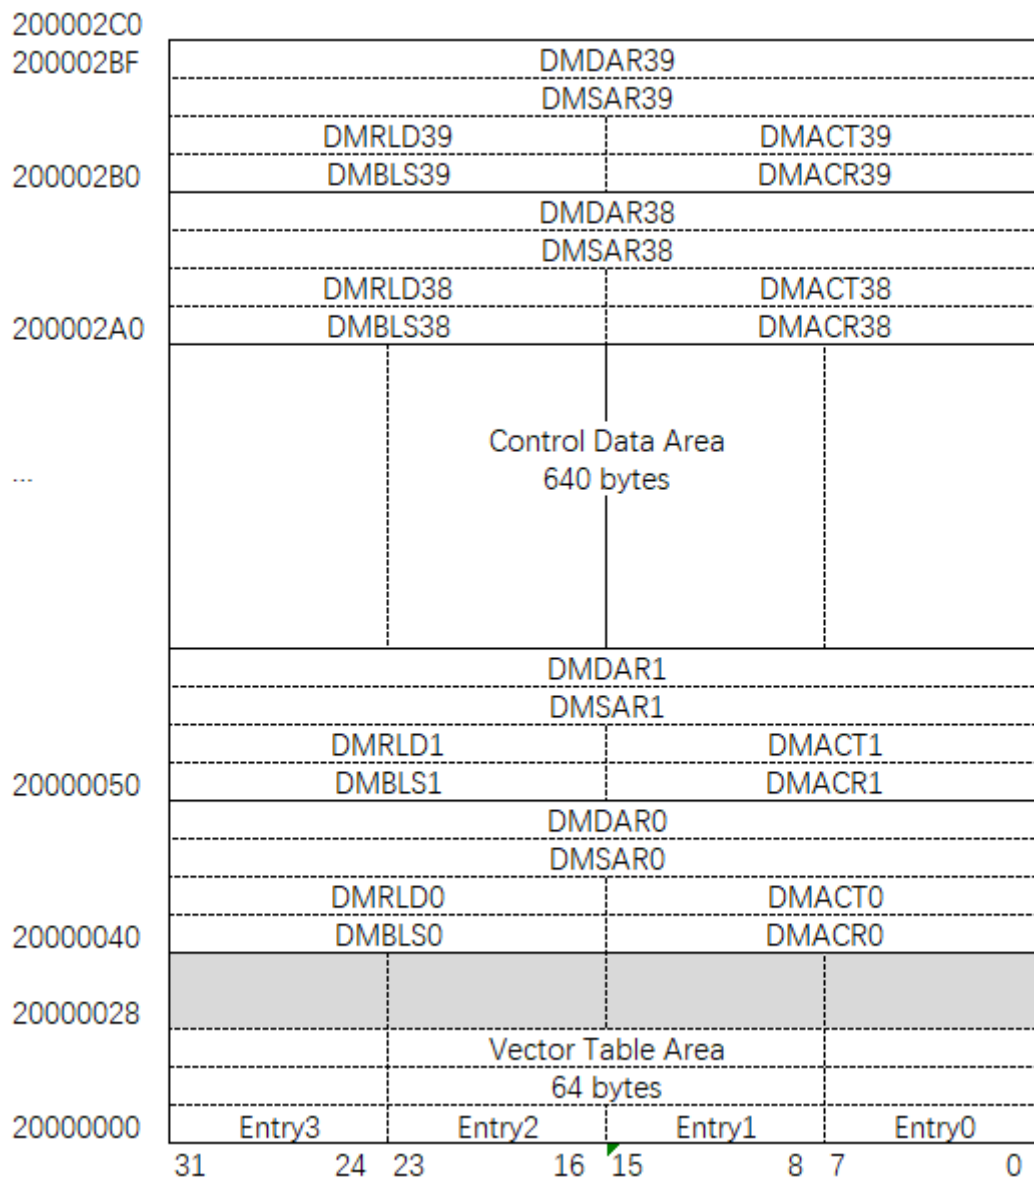 200002C0
200002BF DMDAR39
DMSAR39
DMRLD39 DMACT39
200002B0 DMBLS39 DMACR39
DMDAR38
DMSAR38
DMRLD38 DMACT38
200002A0 DMBLS38 DMACR38
Control Data Area
... 640 bytes
DMDAR1
DMSAR1
DMRLD1 DMACT1
20000050 DMBLS1 DMACR1
DMDAR0
DMSAR0
DMRLD0 DMACT0
20000040 DMBLS0 DMACR0
20000028
Vector Table Area
64 bytes
20000000 Entry3 Entry2 Entry1 Entry0
31 24 23 16 15 8 7 0